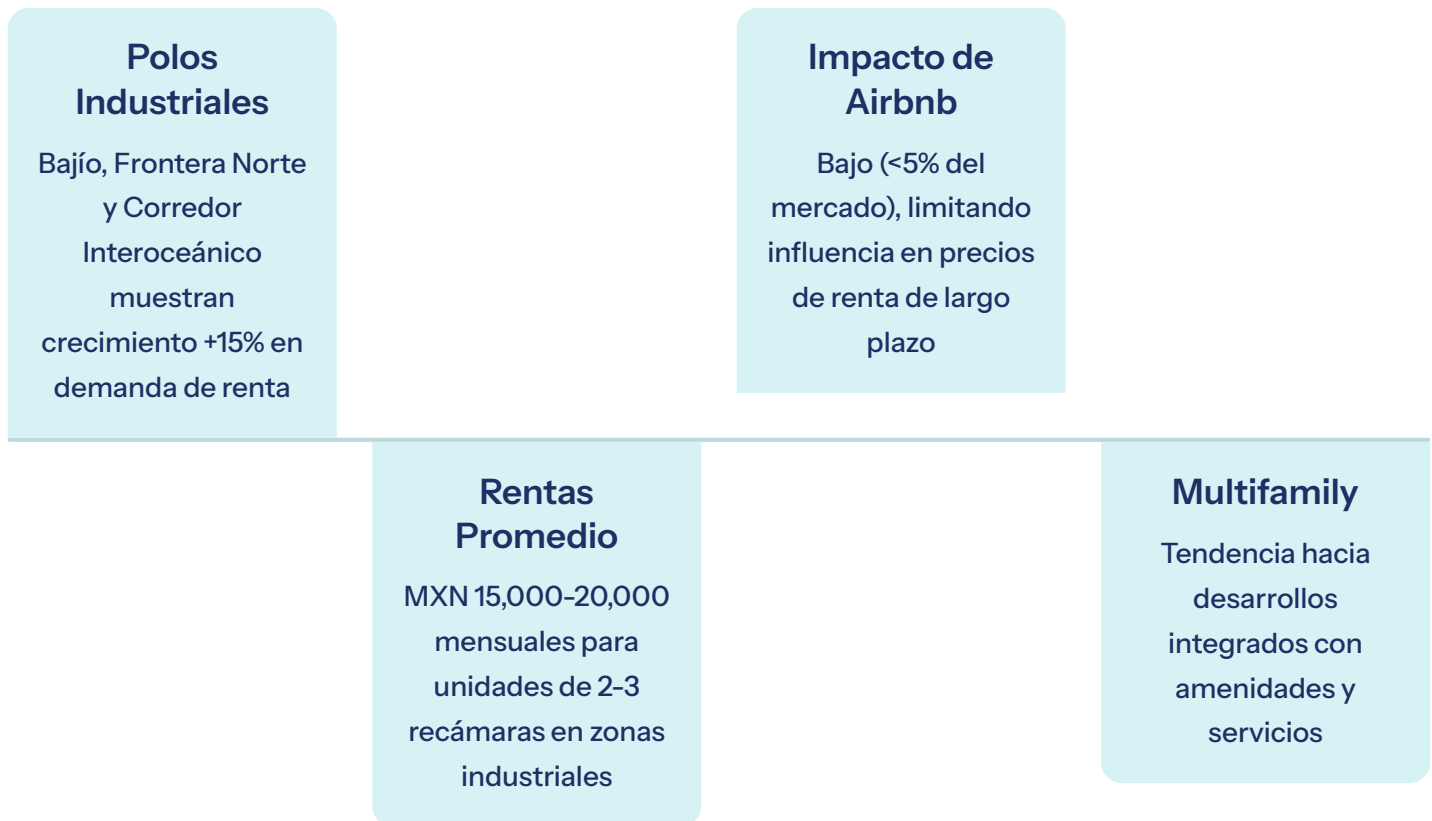 Polos
Industriales
Bajío, Frontera Norte
y Corredor
Interoceánico
muestran
crecimiento +15% en
demanda de renta
Rentas
Promedio
MXN 15,000-20,000
mensuales para
unidades de 2-3
recámaras en zonas
industriales
Impacto de
Airbnb
Bajo (<5% del
mercado), limitando
influencia en precios
de renta de largo
plazo
Multifamily
Tendencia hacia
desarrollos
integrados con
amenidades y
servicios